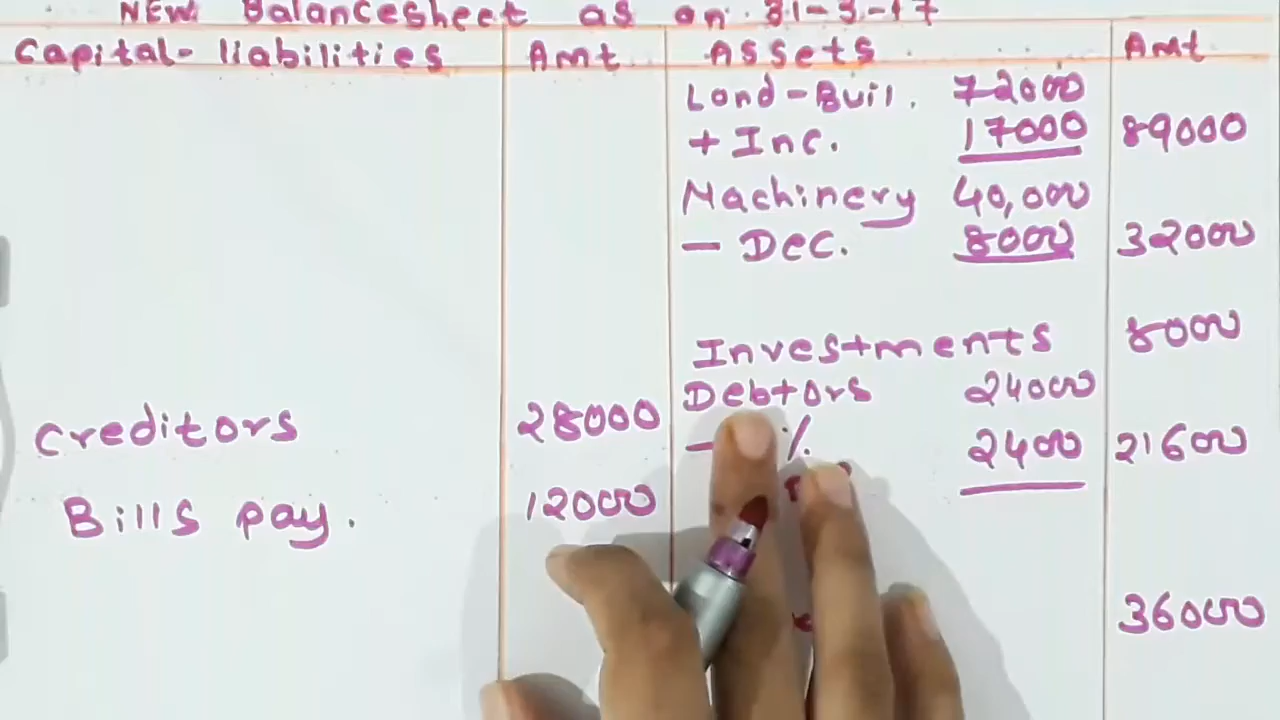 NEW Balancesheet as on 31-3-17
Capital-liabilities Amt Assets Amt
Land-Buil. 72000
+ Inc. 17000 89000
Machinery 40,000
- Dec. 8000 32000
Investments 8000
Debtors 24000
Creditors 28000
- % 2400 21600
Bills pay. 12000
36000